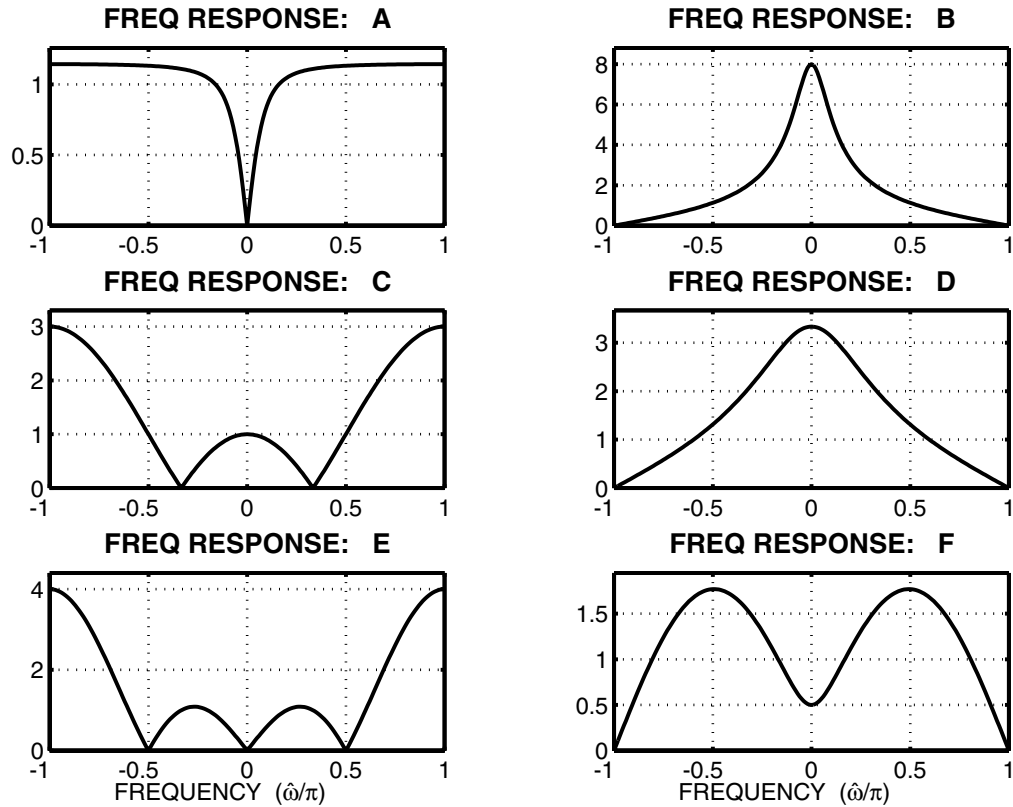 FREQ RESPONSE: A
1
0.5
0
-1 -0.5 0 0.5 1
FREQ RESPONSE: B
8
6
4
2
0
-1 -0.5 0 0.5 1
FREQ RESPONSE: C
3
2
1
0
-1 -0.5 0 0.5 1
FREQ RESPONSE: D
3
2
1
0
-1 -0.5 0 0.5 1
FREQ RESPONSE: E
4
2
0
-1 -0.5 0 0.5 1
FREQUENCY (ω̂/π)
FREQ RESPONSE: F
1.5
1
0.5
0
-1 -0.5 0 0.5 1
FREQUENCY (ω̂/π)